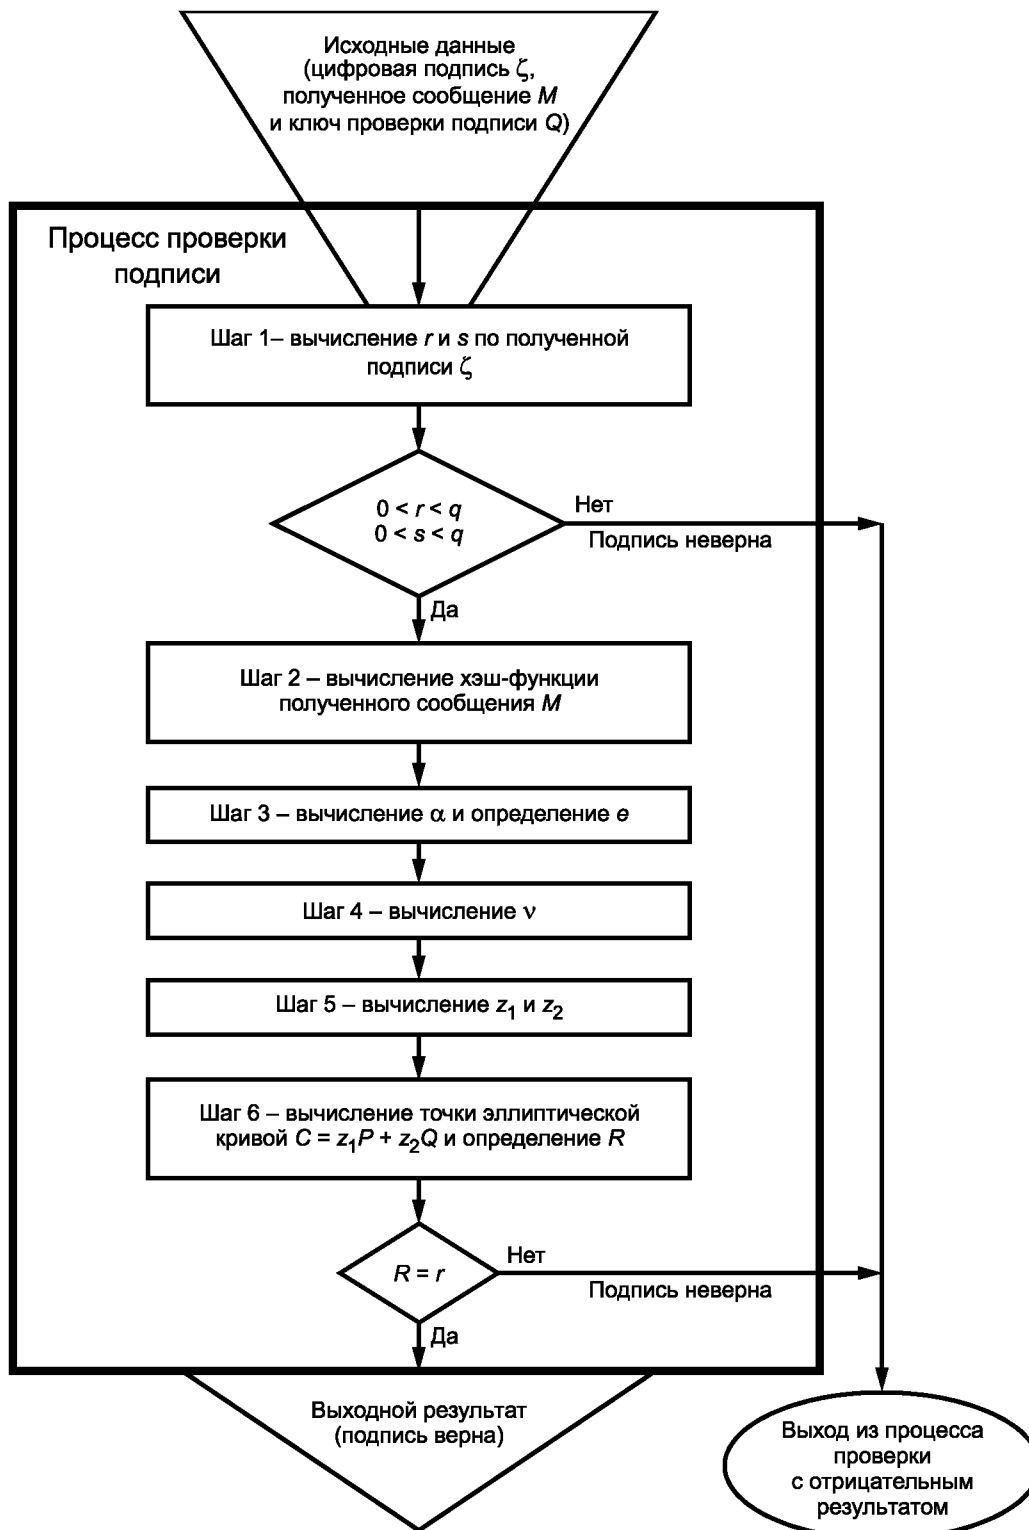 Исходные данные
(цифровая подпись ζ,
полученное сообщение M
и ключ проверки подписи Q)
Процесс проверки
подписи
Шаг 1– вычисление r и s по полученной
подписи ζ
0 < r < q
0 < s < q
Нет
Подпись неверна
Да
Шаг 2 – вычисление хэш-функции
полученного сообщения M
Шаг 3 – вычисление α и определение e
Шаг 4 – вычисление ν
Шаг 5 – вычисление z₁ и z₂
Шаг 6 – вычисление точки эллиптической
кривой C = z₁P + z₂Q и определение R
R = r
Нет
Подпись неверна
Да
Выходной результат
(подпись верна)
Выход из процесса
проверки
с отрицательным
результатом